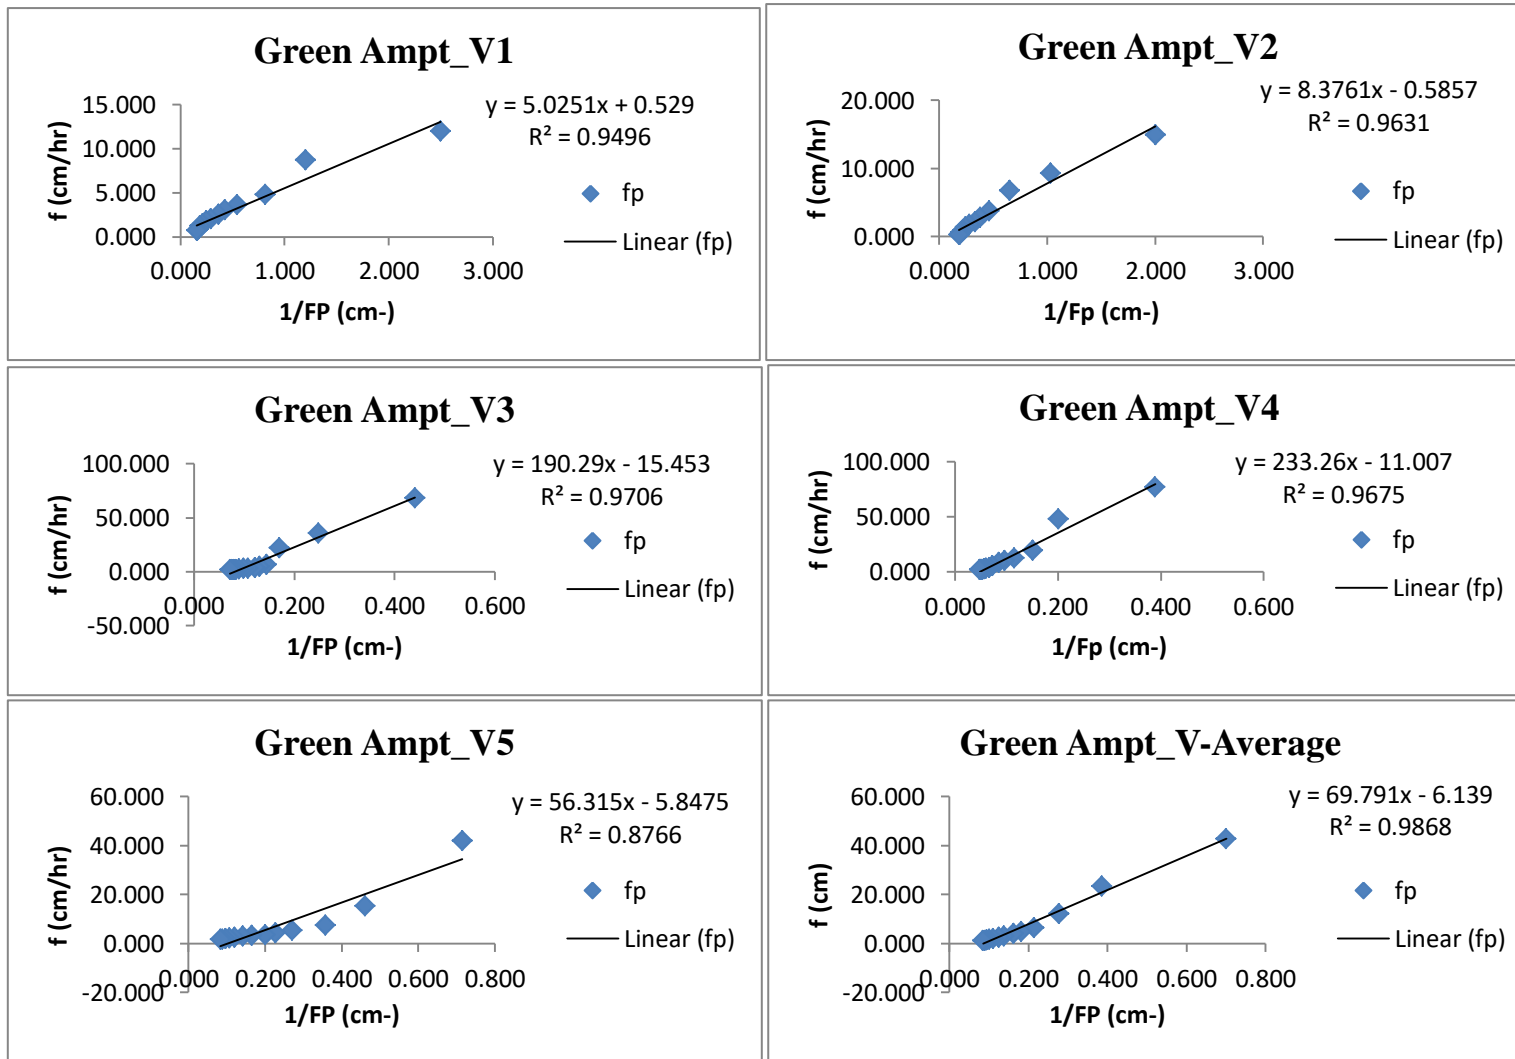 Green Ampt_V1
y = 5.0251x + 0.529
R² = 0.9496
15.000
10.000
5.000
0.000
f (cm/hr)
fp
Linear (fp)
0.000 1.000 2.000 3.000
1/FP (cm-)
Green Ampt_V2
y = 8.3761x - 0.5857
R² = 0.9631
20.000
10.000
0.000
f (cm/hr)
fp
Linear (fp)
0.000 1.000 2.000 3.000
1/Fp (cm-)
Green Ampt_V3
y = 190.29x - 15.453
R² = 0.9706
100.000
50.000
0.000
-50.000
f (cm/hr)
fp
Linear (fp)
0.000 0.200 0.400 0.600
1/FP (cm-)
Green Ampt_V4
y = 233.26x - 11.007
R² = 0.9675
100.000
50.000
0.000
f (cm/hr)
fp
Linear (fp)
0.000 0.200 0.400 0.600
1/Fp (cm-)
Green Ampt_V5
y = 56.315x - 5.8475
R² = 0.8766
60.000
40.000
20.000
0.000
-20.000
f (cm/hr)
fp
Linear (fp)
0.000 0.200 0.400 0.600 0.800
1/FP (cm-)
Green Ampt_V-Average
y = 69.791x - 6.139
R² = 0.9868
60.000
40.000
20.000
0.000
-20.000
f (cm)
fp
Linear (fp)
0.000 0.200 0.400 0.600 0.800
1/FP (cm-)